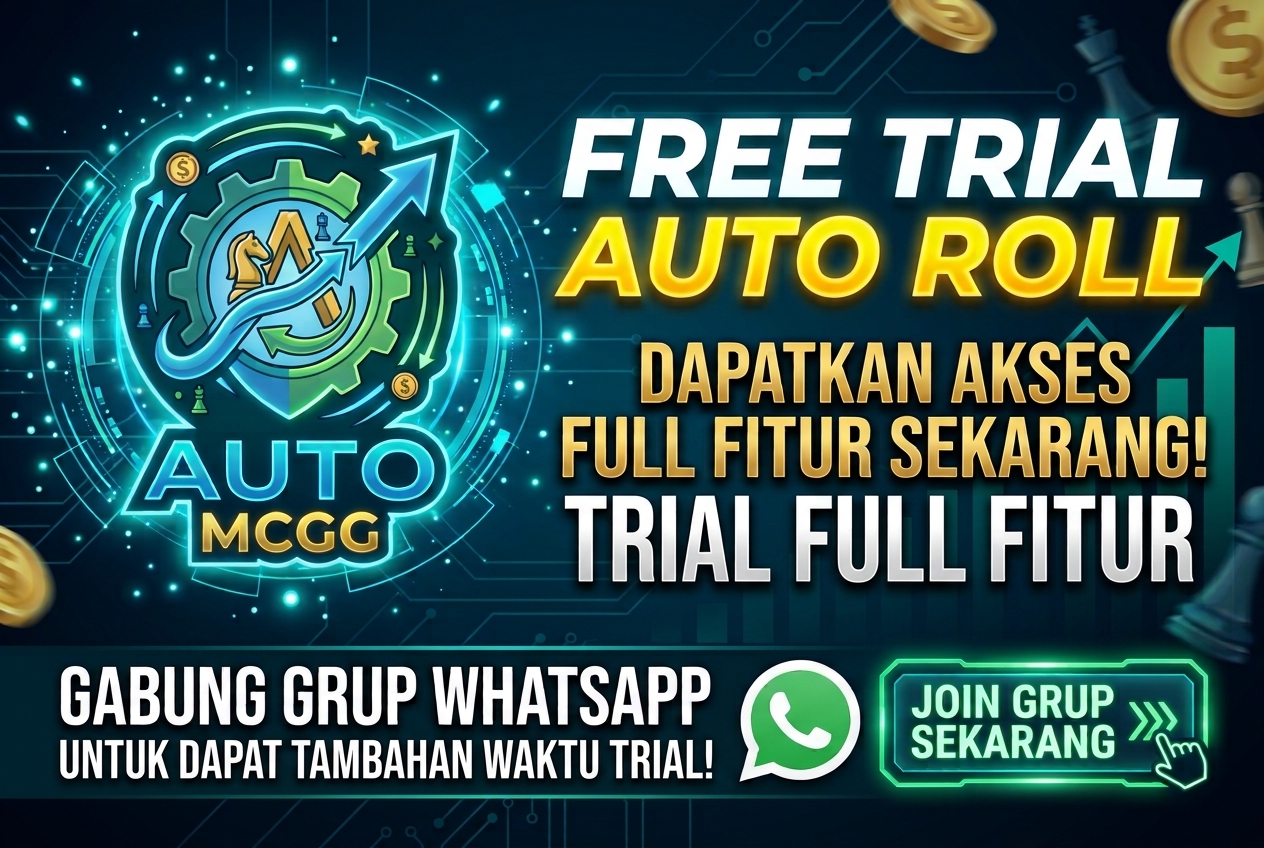 FREE TRIAL
AUTO ROLL
DAPATKAN AKSES
FULL FITUR SEKARANG!
TRIAL FULL FITUR
AUTO
MCGG
GABUNG GRUP WHATSAPP
UNTUK DAPAT TAMBAHAN WAKTU TRIAL!
JOIN GRUP
SEKARANG